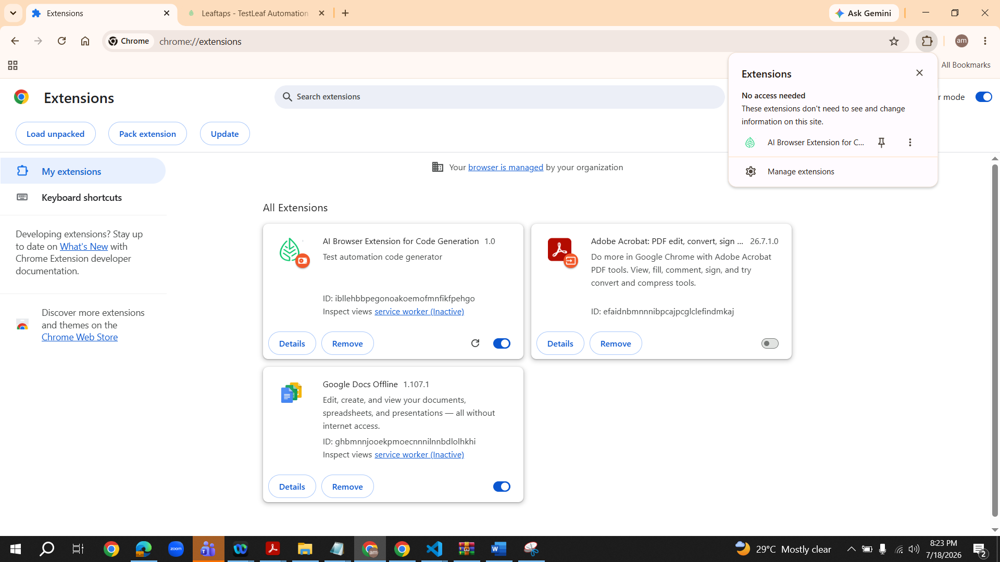 Extensions
Leaftaps - TestLeaf Automation
Ask Gemini
Chrome
chrome://extensions
am
All Bookmarks
Extensions
Search extensions
r mode
Extensions
No access needed
These extensions don't need to see and change
information on this site.
AI Browser Extension for C...
Manage extensions
Load unpacked
Pack extension
Update
My extensions
Keyboard shortcuts
Developing extensions? Stay up
to date on What's New with
Chrome Extension developer
documentation.
Discover more extensions
and themes on the
Chrome Web Store
Your browser is managed by your organization
All Extensions
AI Browser Extension for Code Generation 1.0
Test automation code generator
ID: ibllehbbpegonoakoemofmnfikfpehgo
Inspect views service worker (Inactive)
Details
Remove
Adobe Acrobat: PDF edit, convert, sign ... 26.7.1.0
Do more in Google Chrome with Adobe Acrobat
PDF tools. View, fill, comment, sign, and try
convert and compress tools.
ID: efaidnbmnnnibpcajpcglclefindmkaj
Details
Remove
Google Docs Offline 1.107.1
Edit, create, and view your documents,
spreadsheets, and presentations — all without
internet access.
ID: ghbmnnjooekpmoecnnnilnnbdlolhkhi
Inspect views service worker (Inactive)
Details
Remove
zoom
am
29°C Mostly clear
8:23 PM
7/18/2026
2